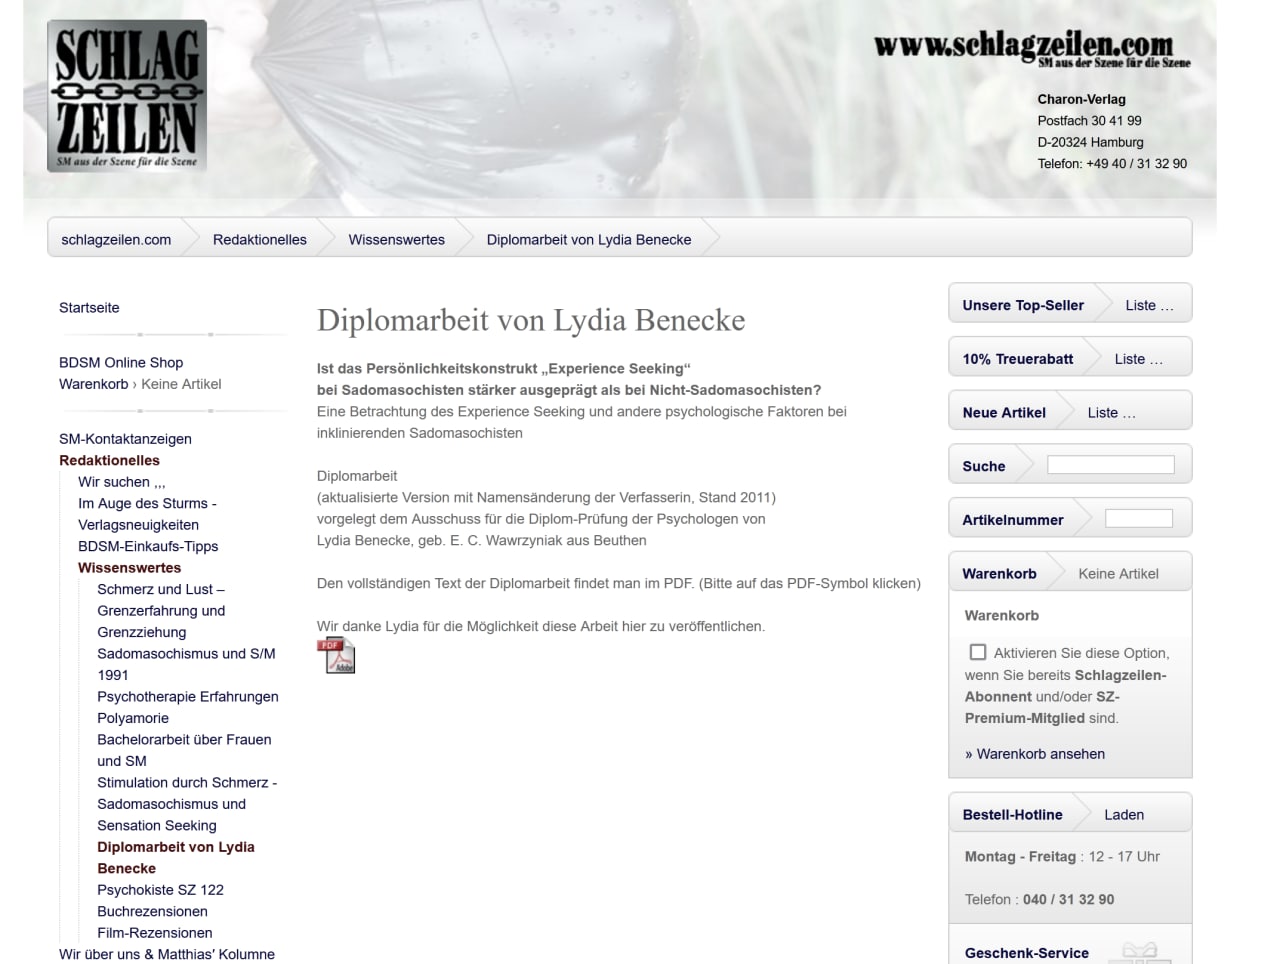 SCHLAG
ZEILEN
SM aus der Szene für die Szene
www.schlagzeilen.com
SM aus der Szene für die Szene
Charon-Verlag
Postfach 30 41 99
D-20324 Hamburg
Telefon: +49 40 / 31 32 90
schlagzeilen.com Redaktionelles Wissenswertes Diplomarbeit von Lydia Benecke
Startseite
BDSM Online Shop
Warenkorb › Keine Artikel
SM-Kontaktanzeigen
Redaktionelles
Wir suchen ,,,
Im Auge des Sturms -
Verlagsneuigkeiten
BDSM-Einkaufs-Tipps
Wissenswertes
Schmerz und Lust –
Grenzerfahrung und
Grenzziehung
Sadomasochismus und S/M
1991
Psychotherapie Erfahrungen
Polyamorie
Bachelorarbeit über Frauen
und SM
Stimulation durch Schmerz -
Sadomasochismus und
Sensation Seeking
Diplomarbeit von Lydia
Benecke
Psychokiste SZ 122
Buchrezensionen
Film-Rezensionen
Wir über uns & Matthias′ Kolumne
Diplomarbeit von Lydia Benecke
Ist das Persönlichkeitskonstrukt „Experience Seeking“
bei Sadomasochisten stärker ausgeprägt als bei Nicht-Sadomasochisten?
Eine Betrachtung des Experience Seeking und andere psychologische Faktoren bei
inklinierenden Sadomasochisten
Diplomarbeit
(aktualisierte Version mit Namensänderung der Verfasserin, Stand 2011)
vorgelegt dem Ausschuss für die Diplom-Prüfung der Psychologen von
Lydia Benecke, geb. E. C. Wawrzyniak aus Beuthen
Den vollständigen Text der Diplomarbeit findet man im PDF. (Bitte auf das PDF-Symbol klicken)
Wir danke Lydia für die Möglichkeit diese Arbeit hier zu veröffentlichen.
PDF
Adobe
Unsere Top-Seller Liste …
10% Treuerabatt Liste …
Neue Artikel Liste …
Suche
Artikelnummer
Warenkorb Keine Artikel
Warenkorb
Aktivieren Sie diese Option,
wenn Sie bereits Schlagzeilen-
Abonnent und/oder SZ-
Premium-Mitglied sind.
» Warenkorb ansehen
Bestell-Hotline Laden
Montag - Freitag : 12 - 17 Uhr
Telefon : 040 / 31 32 90
Geschenk-Service